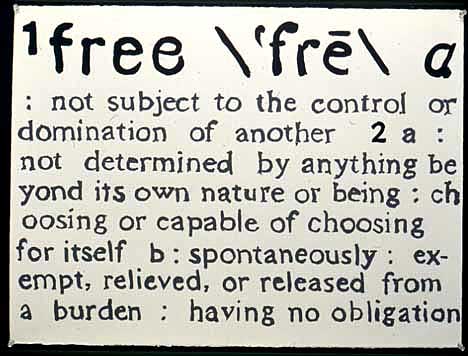 ¹free \ˈfrē\ a
: not subject to the control or
domination of another 2 a :
not determined by anything be
yond its own nature or being : ch
oosing or capable of choosing
for itself b : spontaneously : ex-
empt, relieved, or released from
a burden : having no obligation